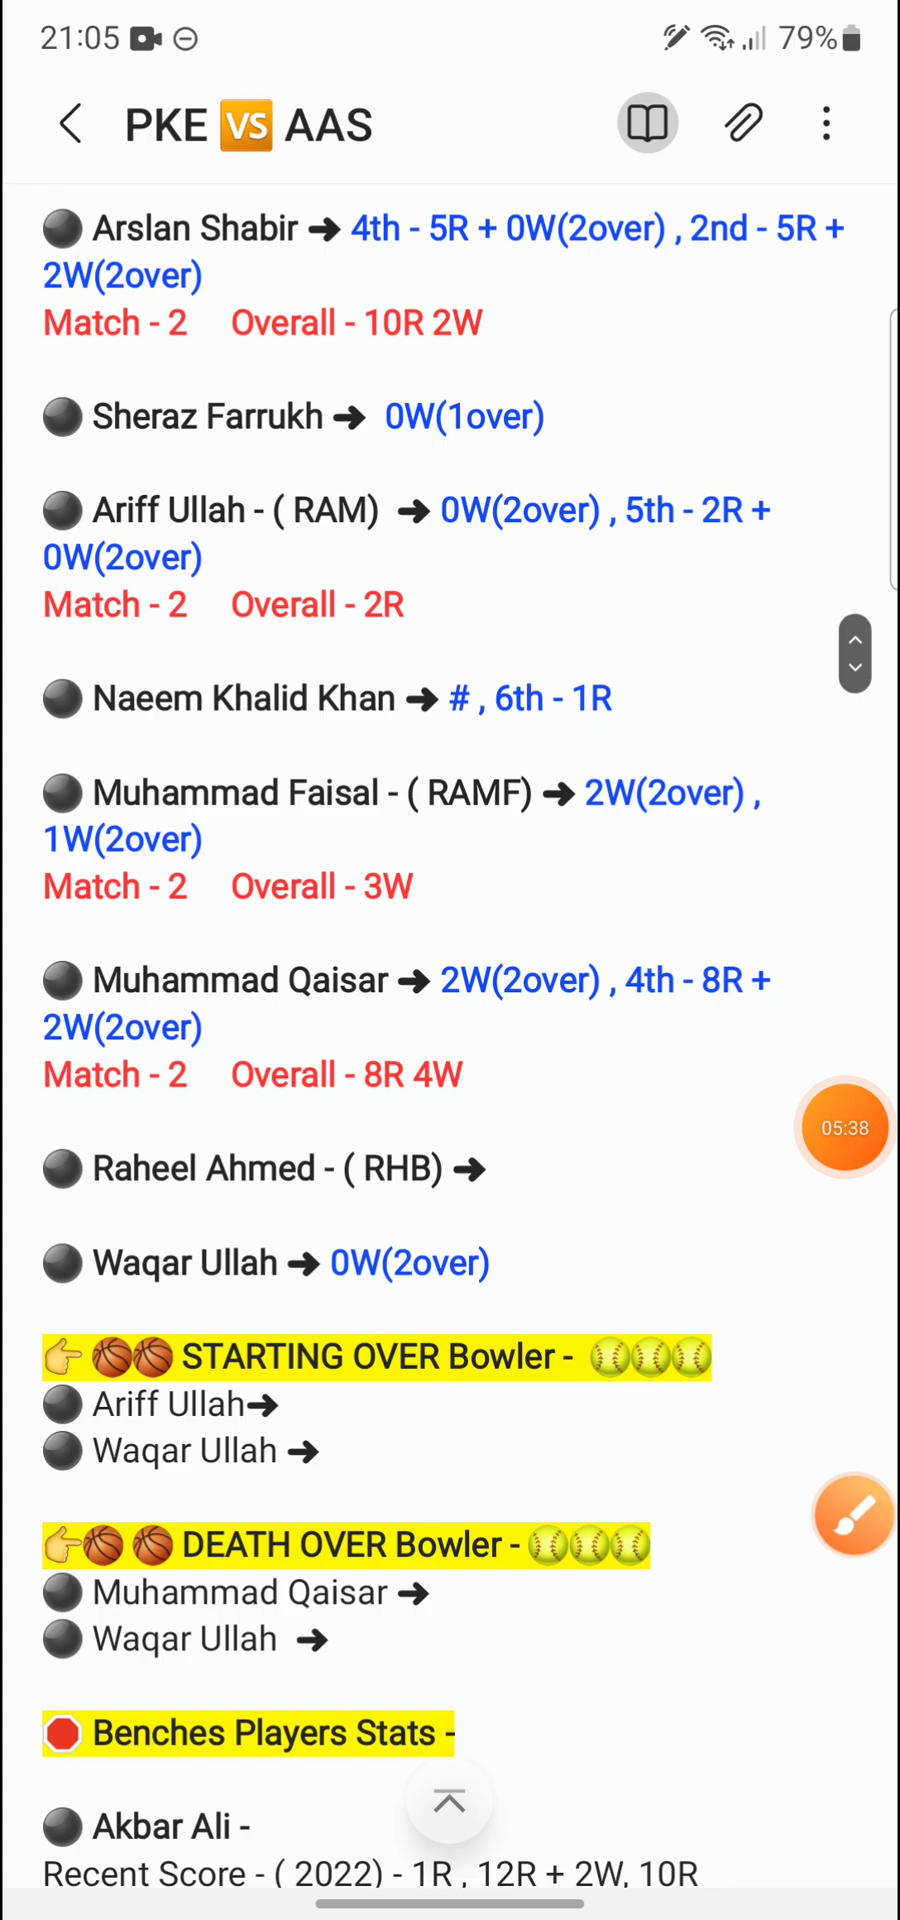 21:05 79%
PKE VS AAS
Arslan Shabir ➔ 4th - 5R + 0W(2over) , 2nd - 5R +
2W(2over)
Match - 2 Overall - 10R 2W
Sheraz Farrukh ➔ 0W(1over)
Ariff Ullah - ( RAM) ➔ 0W(2over) , 5th - 2R +
0W(2over)
Match - 2 Overall - 2R
Naeem Khalid Khan ➔ # , 6th - 1R
Muhammad Faisal - ( RAMF) ➔ 2W(2over) ,
1W(2over)
Match - 2 Overall - 3W
Muhammad Qaisar ➔ 2W(2over) , 4th - 8R +
2W(2over)
Match - 2 Overall - 8R 4W
05:38
Raheel Ahmed - ( RHB) ➔
Waqar Ullah ➔ 0W(2over)
STARTING OVER Bowler -
Ariff Ullah➔
Waqar Ullah ➔
DEATH OVER Bowler -
Muhammad Qaisar ➔
Waqar Ullah ➔
Benches Players Stats -
Akbar Ali -
Recent Score - ( 2022) - 1R , 12R + 2W, 10R